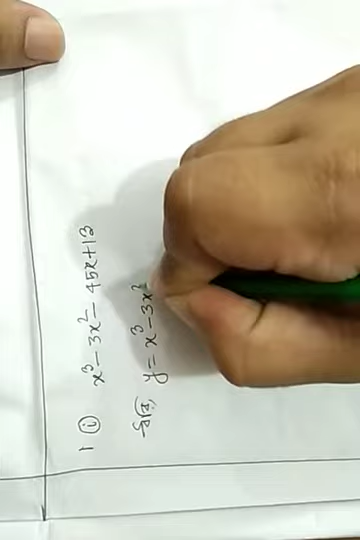 1 (i) x³ - 3x² - 45x + 13
ধরি, y = x³ - 3x²